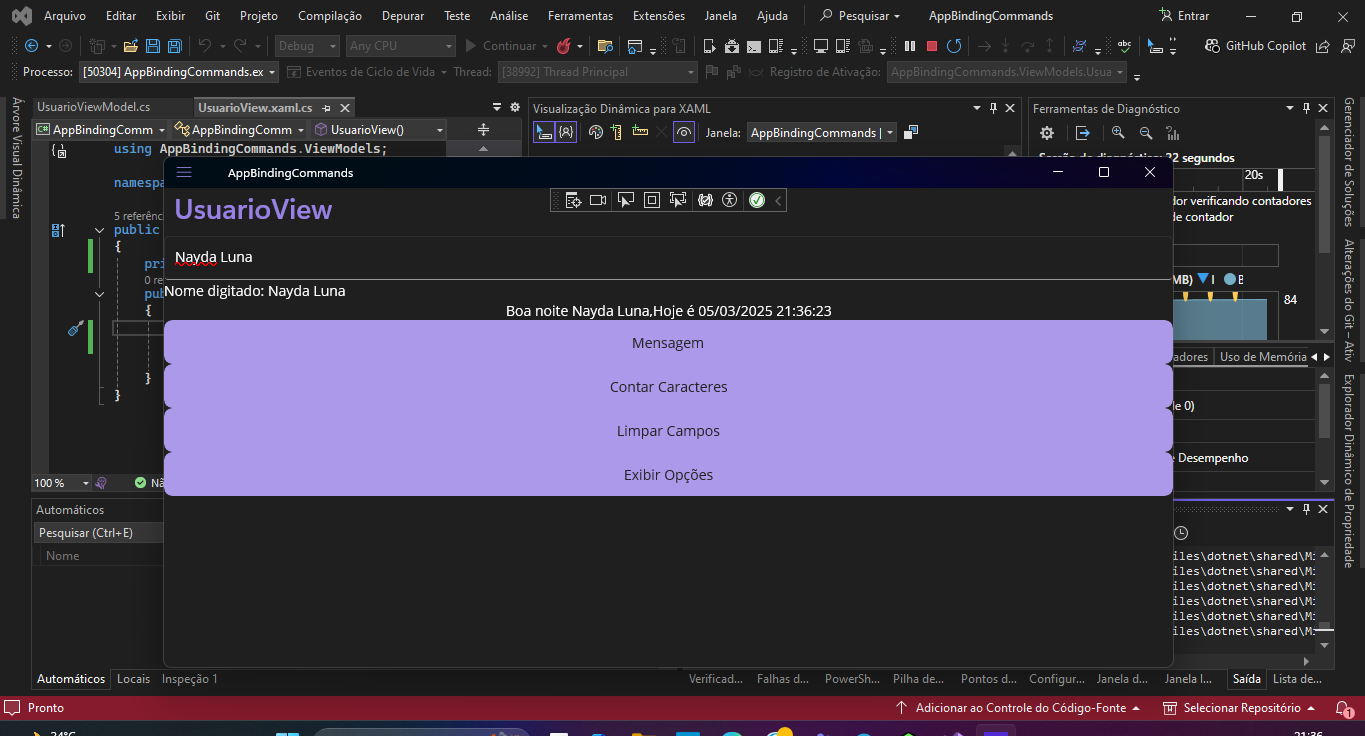 Arquivo Editar Exibir Git Projeto Compilação Depurar Teste Análise Ferramentas Extensões Janela Ajuda Pesquisar AppBindingCommands Entrar
Debug Any CPU Continuar GitHub Copilot
Processo: [50304] AppBindingCommands.ex Eventos de Ciclo de Vida Thread: [38992] Thread Principal Registro de Ativação: AppBindingCommands.ViewModels.Usua
Árvore Visual Dinâmica
UsuarioViewModel.cs UsuarioView.xaml.cs
AppBindingComm AppBindingComm UsuarioView()
using AppBindingCommands.ViewModels;
namespa
5 referênc
public
{
pri
0 re
pu
{
}
}
100 %
Visualização Dinâmica para XAML
Janela: AppBindingCommands |
Ferramentas de Diagnóstico
22 segundos
20s
dor verificando contadores
de contador
MB)
84
adores Uso de Memória
de 0)
Desempenho
Gerenciador de Soluções
Alterações do Git – Ativ
Explorador Dinâmico de Propriedade
AppBindingCommands
UsuarioView
Nayda Luna
Nome digitado: Nayda Luna
Boa noite Nayda Luna,Hoje é 05/03/2025 21:36:23
Mensagem
Contar Caracteres
Limpar Campos
Exibir Opções
Automáticos
Pesquisar (Ctrl+E)
Nome
iles\dotnet\shared\Mi
iles\dotnet\shared\Mi
iles\dotnet\shared\Mi
iles\dotnet\shared\Mi
iles\dotnet\shared\Mi
iles\dotnet\shared\Mi
Automáticos Locais Inspeção 1
Verificad... Falhas d... PowerSh... Pilha de... Pontos d... Configur... Janela d... Janela I... Saída Lista de...
Pronto Adicionar ao Controle do Código-Fonte Selecionar Repositório 1
24°C 21:36